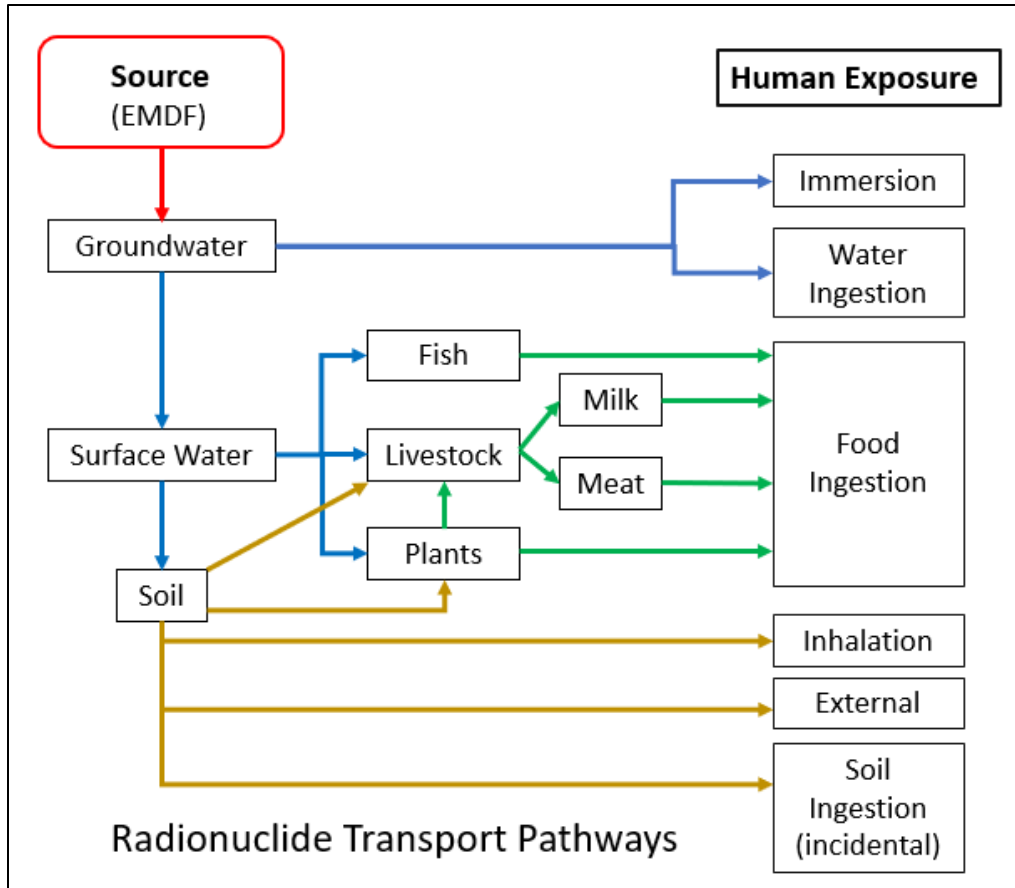 Source
(EMDF)
Human Exposure
Immersion
Groundwater
Water
Ingestion
Fish
Milk
Surface Water
Livestock
Food
Ingestion
Meat
Plants
Soil
Inhalation
External
Soil
Ingestion
(incidental)
Radionuclide Transport Pathways